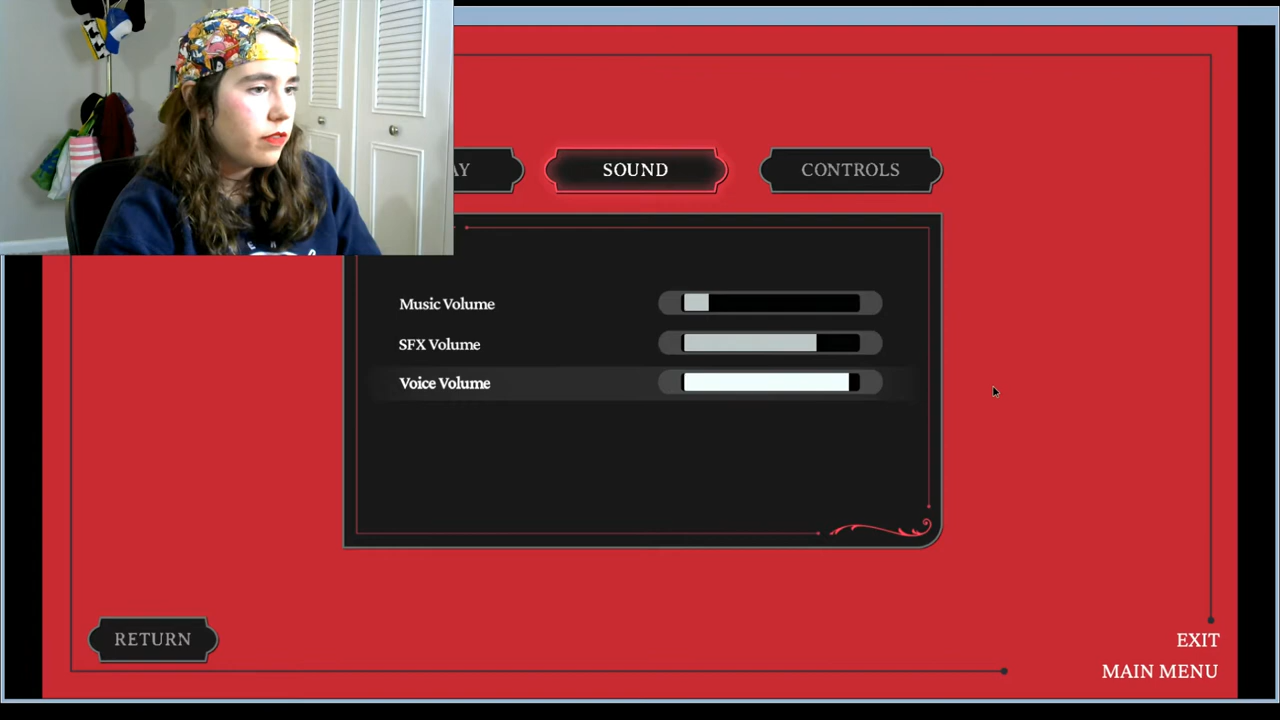 AY
SOUND
CONTROLS
Music Volume
SFX Volume
Voice Volume
RETURN
EXIT
MAIN MENU